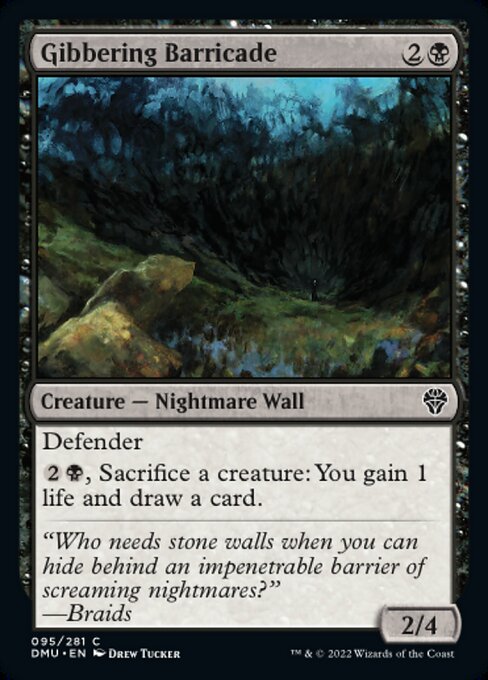 Gibbering Barricade 2
Creature — Nightmare Wall
Defender
2, Sacrifice a creature: You gain 1
life and draw a card.
“Who needs stone walls when you can
hide behind an impenetrable barrier of
screaming nightmares?”
—Braids
2/4
095/281 C
DMU • EN Drew Tucker ™ & © 2022 Wizards of the Coast